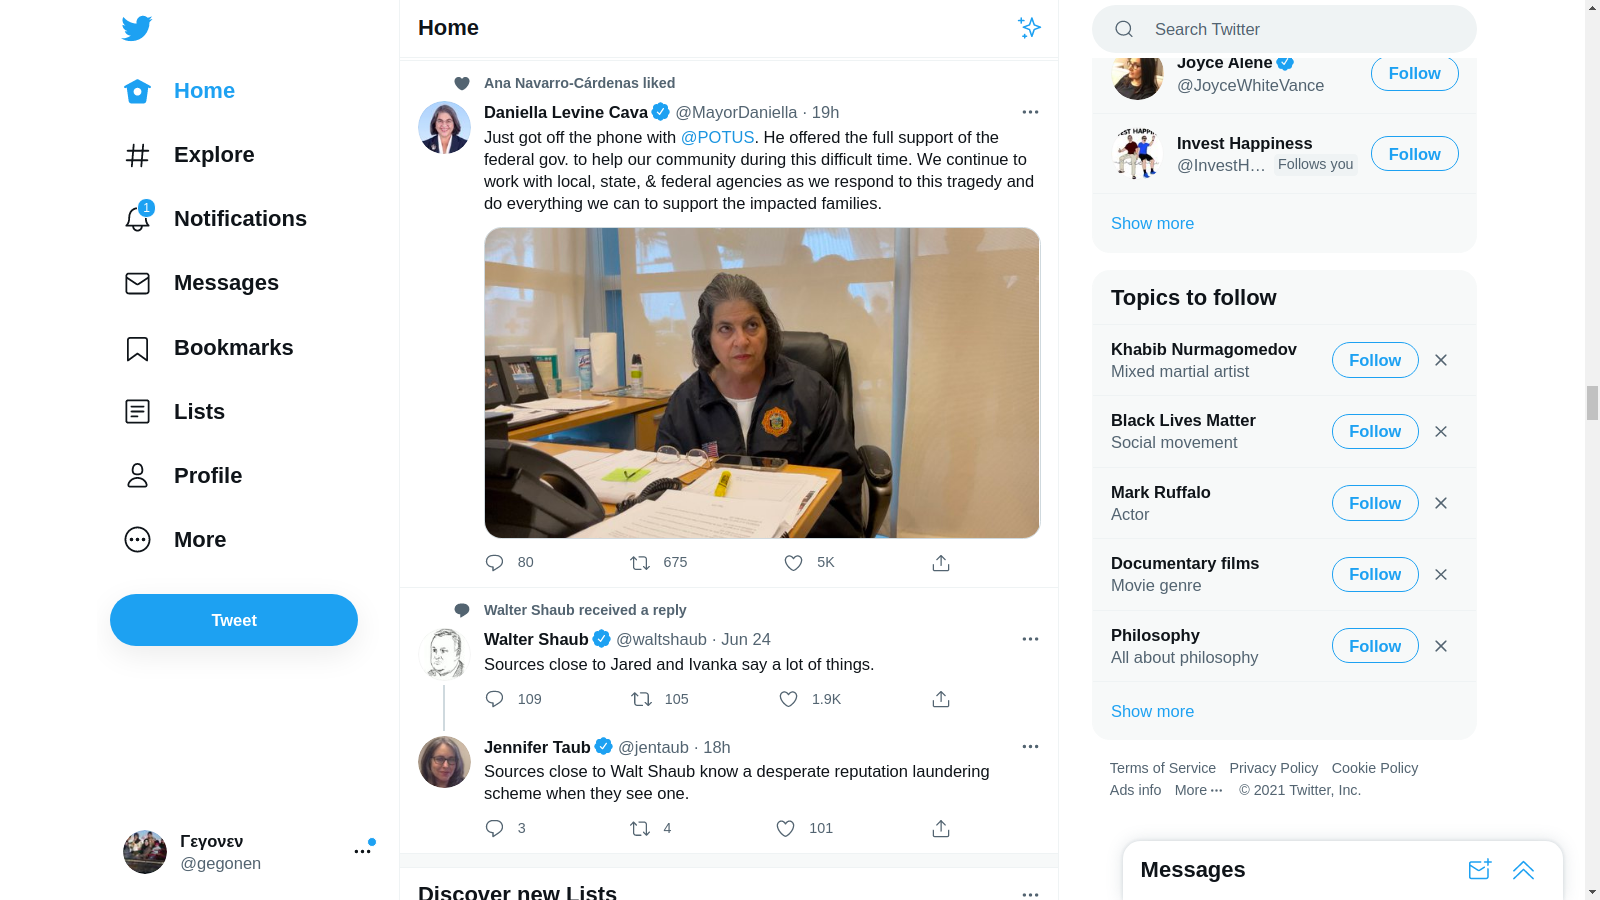 Home
Explore
1
Notifications
Messages
Bookmarks
Lists
Profile
More
Tweet
Γεγονεν
@gegonen
Home
Ana Navarro-Cárdenas liked
Daniella Levine Cava @MayorDaniella · 19h
Just got off the phone with @POTUS. He offered the full support of the
federal gov. to help our community during this difficult time. We continue to
work with local, state, & federal agencies as we respond to this tragedy and
do everything we can to support the impacted families.
80 675 5K
Walter Shaub received a reply
Walter Shaub @waltshaub · Jun 24
Sources close to Jared and Ivanka say a lot of things.
109 105 1.9K
Jennifer Taub @jentaub · 18h
Sources close to Walt Shaub know a desperate reputation laundering
scheme when they see one.
3 4 101
Discover new Lists
Search Twitter
Joyce Alene
@JoyceWhiteVance
Follow
Invest Happiness
@InvestH… Follows you
Follow
Show more
Topics to follow
Khabib Nurmagomedov
Mixed martial artist
Follow
Black Lives Matter
Social movement
Follow
Mark Ruffalo
Actor
Follow
Documentary films
Movie genre
Follow
Philosophy
All about philosophy
Follow
Show more
Terms of Service Privacy Policy Cookie Policy
Ads info More ··· © 2021 Twitter, Inc.
Messages